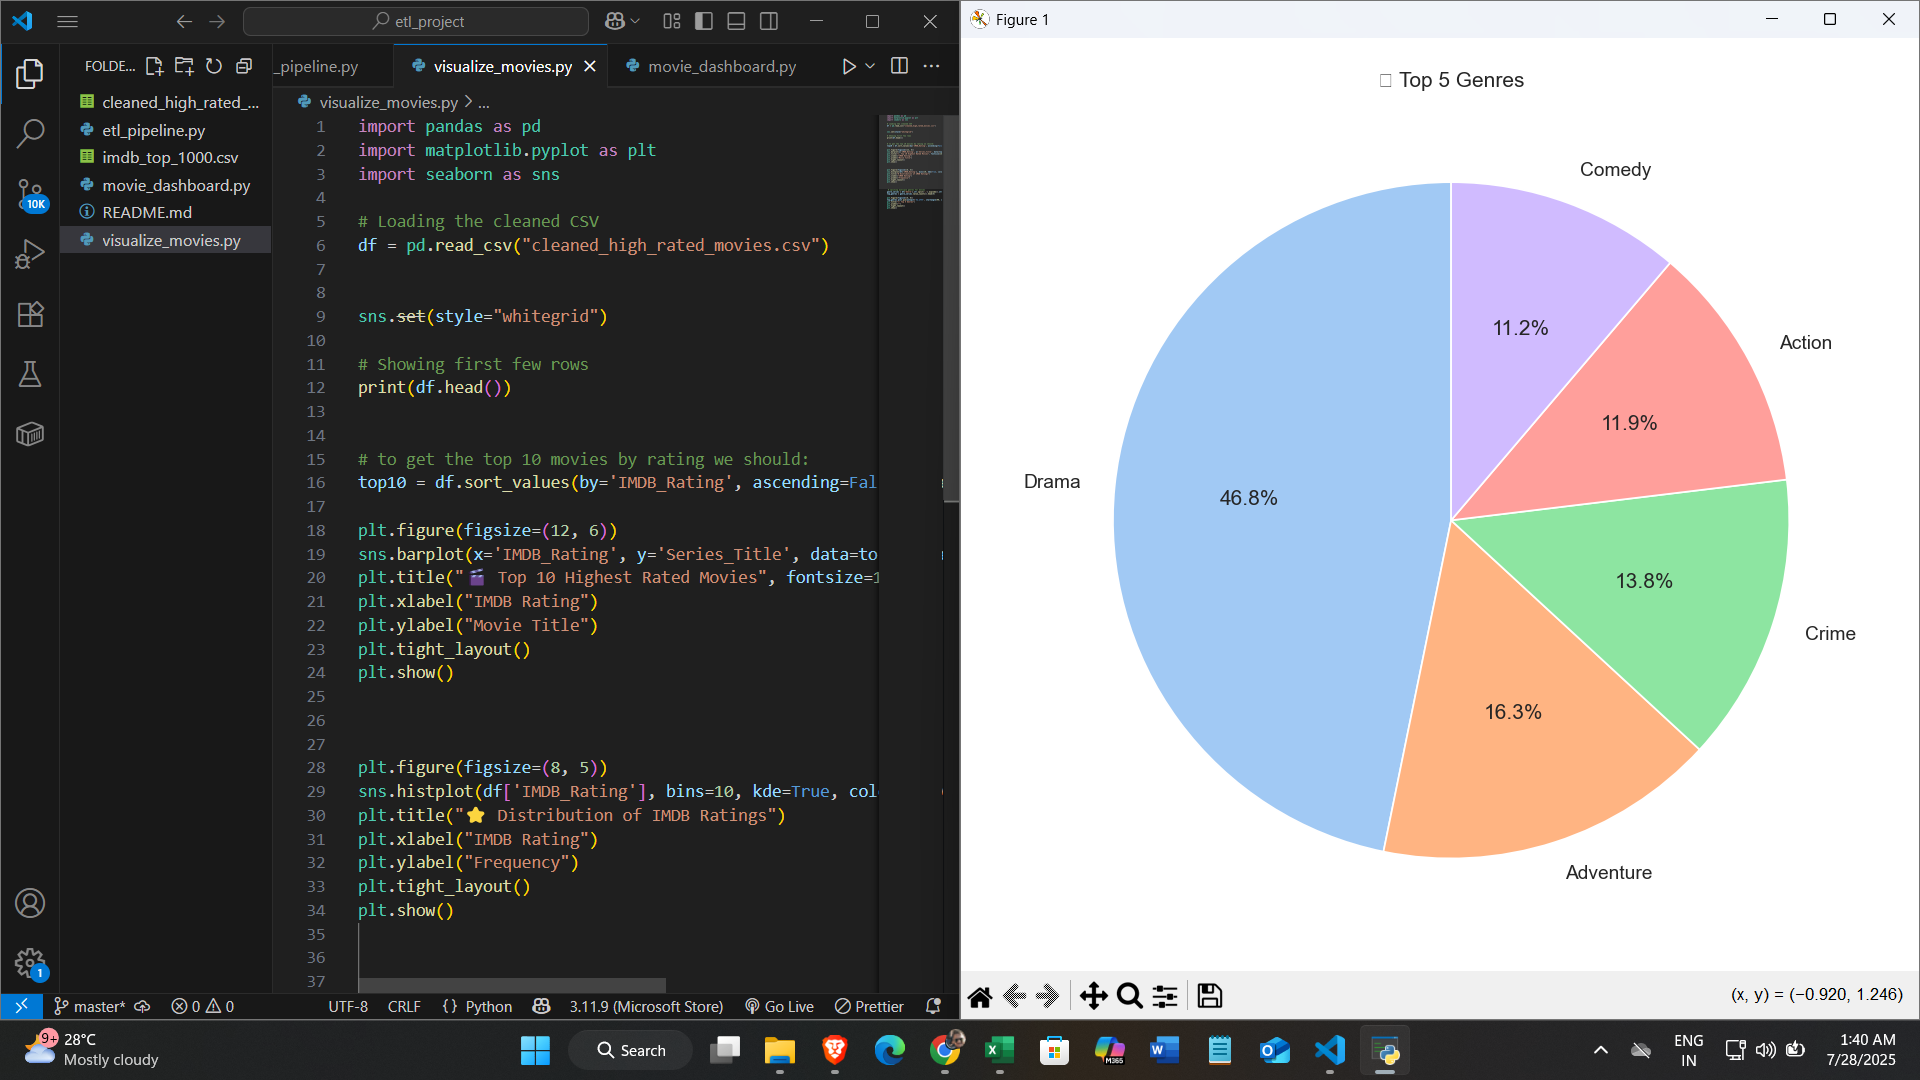 etl_project
FOLDE...
cleaned_high_rated_...
etl_pipeline.py
imdb_top_1000.csv
movie_dashboard.py
README.md
visualize_movies.py
10K
1
_pipeline.py
visualize_movies.py
movie_dashboard.py
visualize_movies.py > ...
1 import pandas as pd
2 import matplotlib.pyplot as plt
3 import seaborn as sns
4
5 # Loading the cleaned CSV
6 df = pd.read_csv("cleaned_high_rated_movies.csv")
7
8
9 sns.set(style="whitegrid")
10
11 # Showing first few rows
12 print(df.head())
13
14
15 # to get the top 10 movies by rating we should:
16 top10 = df.sort_values(by='IMDB_Rating', ascending=Fal
17
18 plt.figure(figsize=(12, 6))
19 sns.barplot(x='IMDB_Rating', y='Series_Title', data=to
20 plt.title("🎬 Top 10 Highest Rated Movies", fontsize=1
21 plt.xlabel("IMDB Rating")
22 plt.ylabel("Movie Title")
23 plt.tight_layout()
24 plt.show()
25
26
27
28 plt.figure(figsize=(8, 5))
29 sns.histplot(df['IMDB_Rating'], bins=10, kde=True, col
30 plt.title("⭐ Distribution of IMDB Ratings")
31 plt.xlabel("IMDB Rating")
32 plt.ylabel("Frequency")
33 plt.tight_layout()
34 plt.show()
35
36
37
master*
0 0
UTF-8 CRLF {} Python 3.11.9 (Microsoft Store) Go Live Prettier
Figure 1
□ Top 5 Genres
Comedy
11.2%
Action
11.9%
Drama
46.8%
Crime
13.8%
Adventure
16.3%
(x, y) = (−0.920, 1.246)
9+
28°C
Mostly cloudy
Search
M365
ENG
IN
1:40 AM
7/28/2025